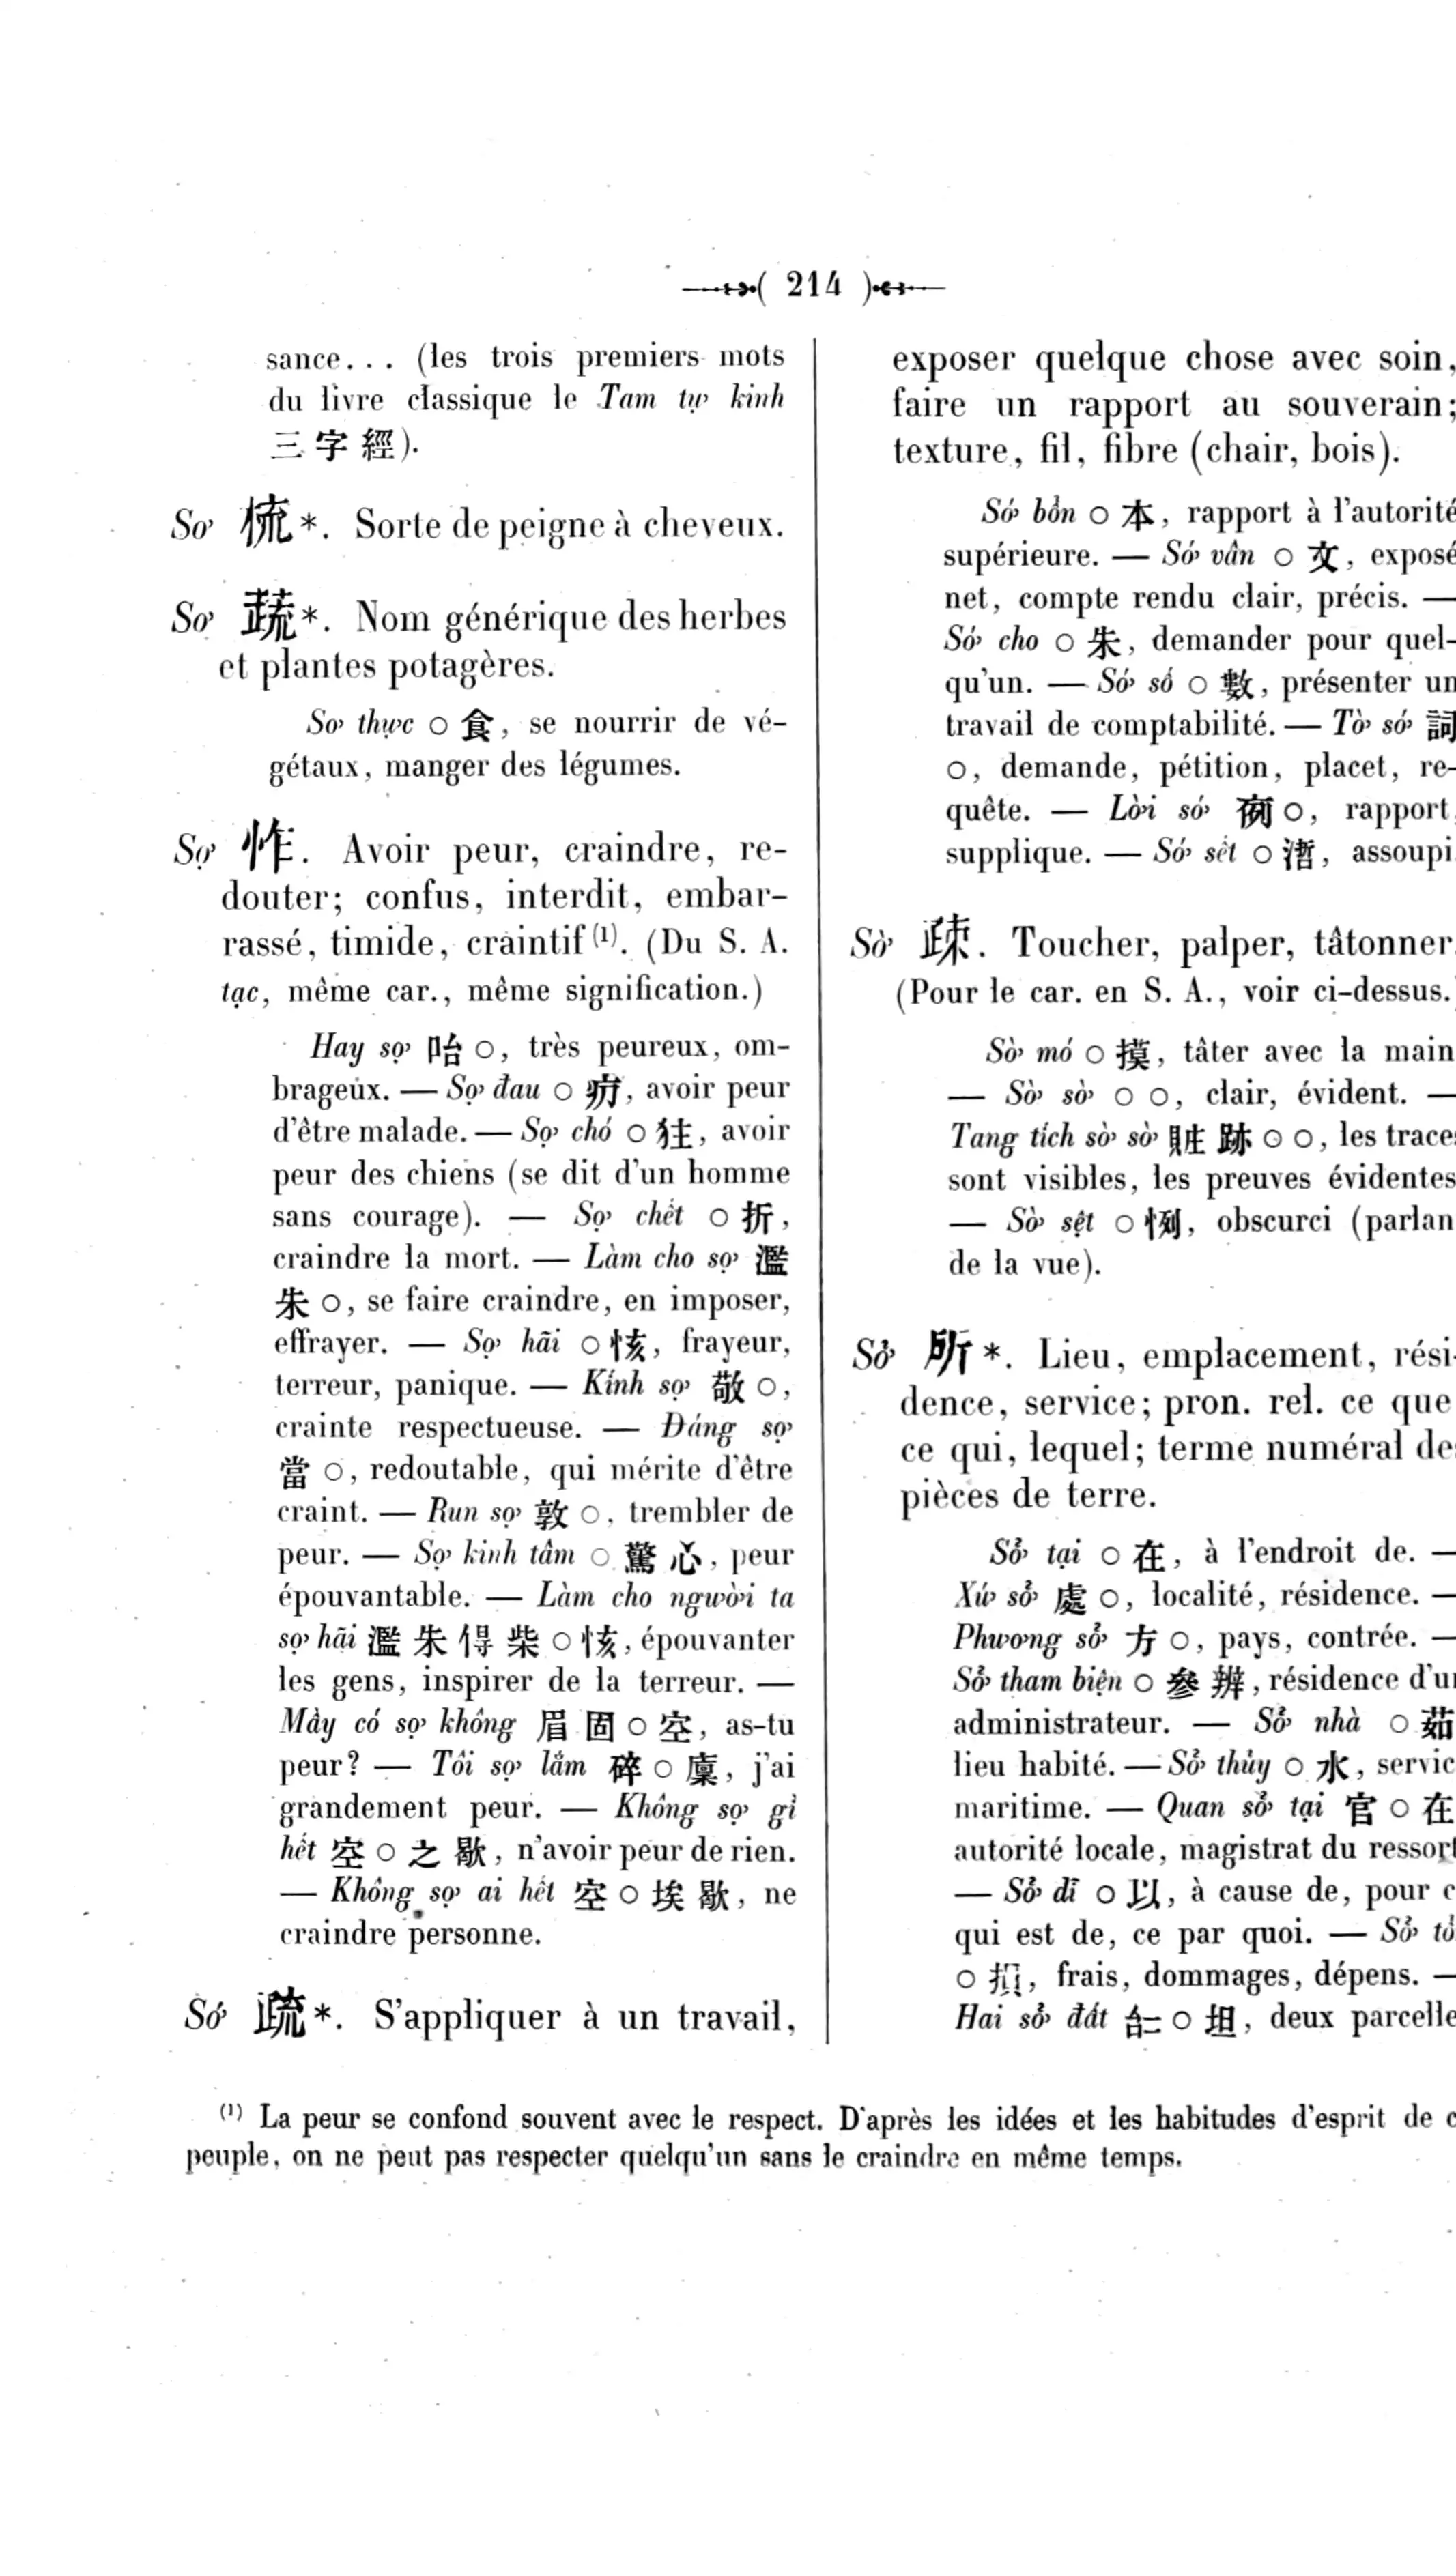 ( 214 )
sance... (les trois premiers mots
du livre classique le Tam tự kinh
三字經).
Sơ 梳 *. Sorte de peigne à cheveux.
Sơ 蔬 *. Nom générique des herbes
et plantes potagères.
Sơ thực ○ 食, se nourrir de vé-
gétaux, manger des légumes.
Sợ 怍. Avoir peur, craindre, re-
douter; confus, interdit, embar-
rassé, timide, craintif (1). (Du S. A.
tạc, même car., même signification.)
Hay sợ 咍 ○, très peureux, om-
brageux. — Sợ đau ○ 疠, avoir peur
d'être malade. — Sợ chó ○ 㹥, avoir
peur des chiens (se dit d'un homme
sans courage). — Sợ chết ○ 折,
craindre la mort. — Làm cho sợ 濫
朱 ○, se faire craindre, en imposer,
effrayer. — Sợ hãi ○ 㤥, frayeur,
terreur, panique. — Kính sợ 敬 ○,
crainte respectueuse. — Đáng sợ
當 ○, redoutable, qui mérite d'être
craint. — Run sợ 敦 ○, trembler de
peur. — Sợ kinh tâm ○ 驚 心, peur
épouvantable. — Làm cho người ta
sợ hãi 濫 朱 得 柴 ○ 㤥, épouvanter
les gens, inspirer de la terreur. —
Mầy có sợ không 眉 固 ○ 空, as-tu
peur? — Tôi sợ lắm 碎 ○ 廩, j'ai
grandement peur. — Không sợ gì
hết 空 ○ 之 歇, n'avoir peur de rien.
— Không sợ ai hết 空 ○ 埃 歇, ne
craindre personne.
Sớ 疏 *. S'appliquer à un travail,
exposer quelque chose avec soin,
faire un rapport au souverain;
texture, fil, fibre (chair, bois).
Sớ bổn ○ 本, rapport à l'autorité
supérieure. — Sớ văn ○ 文, exposé
net, compte rendu clair, précis. —
Sớ cho ○ 朱, demander pour quel-
qu'un. — Sớ số ○ 數, présenter un
travail de comptabilité. — Tờ sớ 詞
○, demande, pétition, placet, re-
quête. — Lời sớ ○, rapport,
supplique. — Sớ sết ○, assoupi
Sờ 疎. Toucher, palper, tâtonner.
(Pour le car. en S. A., voir ci-dessus.
Sờ mó ○ 摸, tâter avec la main
— Sờ sờ ○ ○, clair, évident. —
Tang tích sờ sờ 賍 跡 ○ ○, les trace
sont visibles, les preuves évidentes
— Sờ sệt ○ 㤡, obscurci (parlan
de la vue).
Sở 所 *. Lieu, emplacement, rési-
dence, service; pron. rel. ce que
ce qui, lequel; terme numéral de
pièces de terre.
Sở tại ○ 在, à l'endroit de. —
Xứ sở 處 ○, localité, résidence. —
Phương sở 方 ○, pays, contrée. —
Sở tham biện ○ 參 辨, résidence d'u
administrateur. — Sở nhà ○ 茹
lieu habité. — Sở thủy ○ 水, servic
maritime. — Quan sở tại 官 ○ 在
autorité locale, magistrat du ressort
— Sở dĩ ○ 以, à cause de, pour c
qui est de, ce par quoi. — Sở tổ
○ 損, frais, dommages, dépens. —
Hai sở đất 𠄩 ○ 坦, deux parcelle
(1) La peur se confond souvent avec le respect. D'après les idées et les habitudes d'esprit de c
peuple, on ne peut pas respecter quelqu'un sans le craindre en même temps.